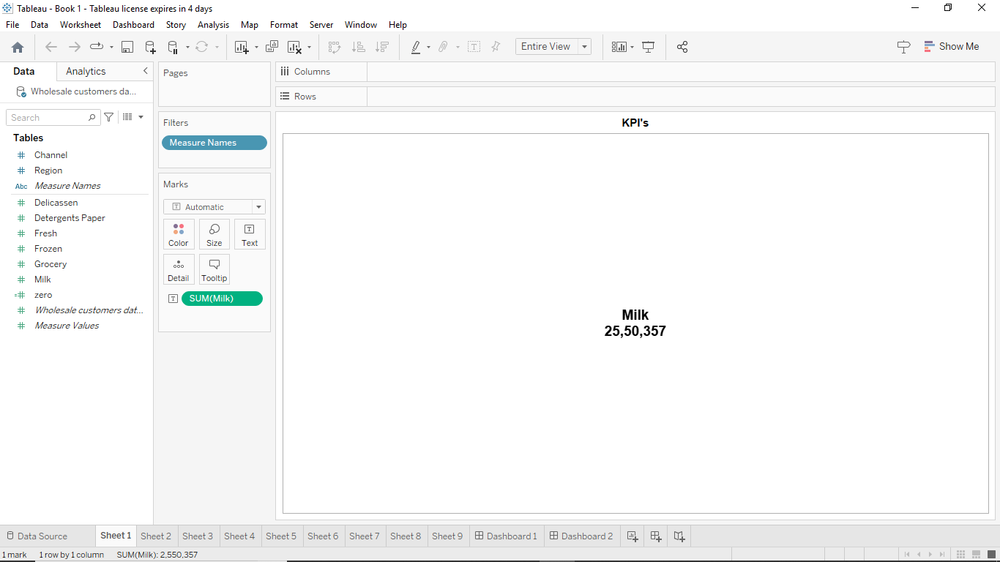 Tableau - Book 1 - Tableau license expires in 4 days
File Data Worksheet Dashboard Story Analysis Map Format Server Window Help
Entire View
Show Me
Data Analytics
Wholesale customers da...
Search
Tables
Channel
Region
Abc Measure Names
Delicassen
Detergents Paper
Fresh
Frozen
Grocery
Milk
zero
Wholesale customers dat...
Measure Values
Pages
Filters
Measure Names
Marks
Automatic
Color Size Text
Detail Tooltip
SUM(Milk)
Columns
Rows
KPI's
Milk
25,50,357
Data Source Sheet 1 Sheet 2 Sheet 3 Sheet 4 Sheet 5 Sheet 6 Sheet 7 Sheet 8 Sheet 9 Dashboard 1 Dashboard 2
1 mark 1 row by 1 column SUM(Milk): 2,550,357